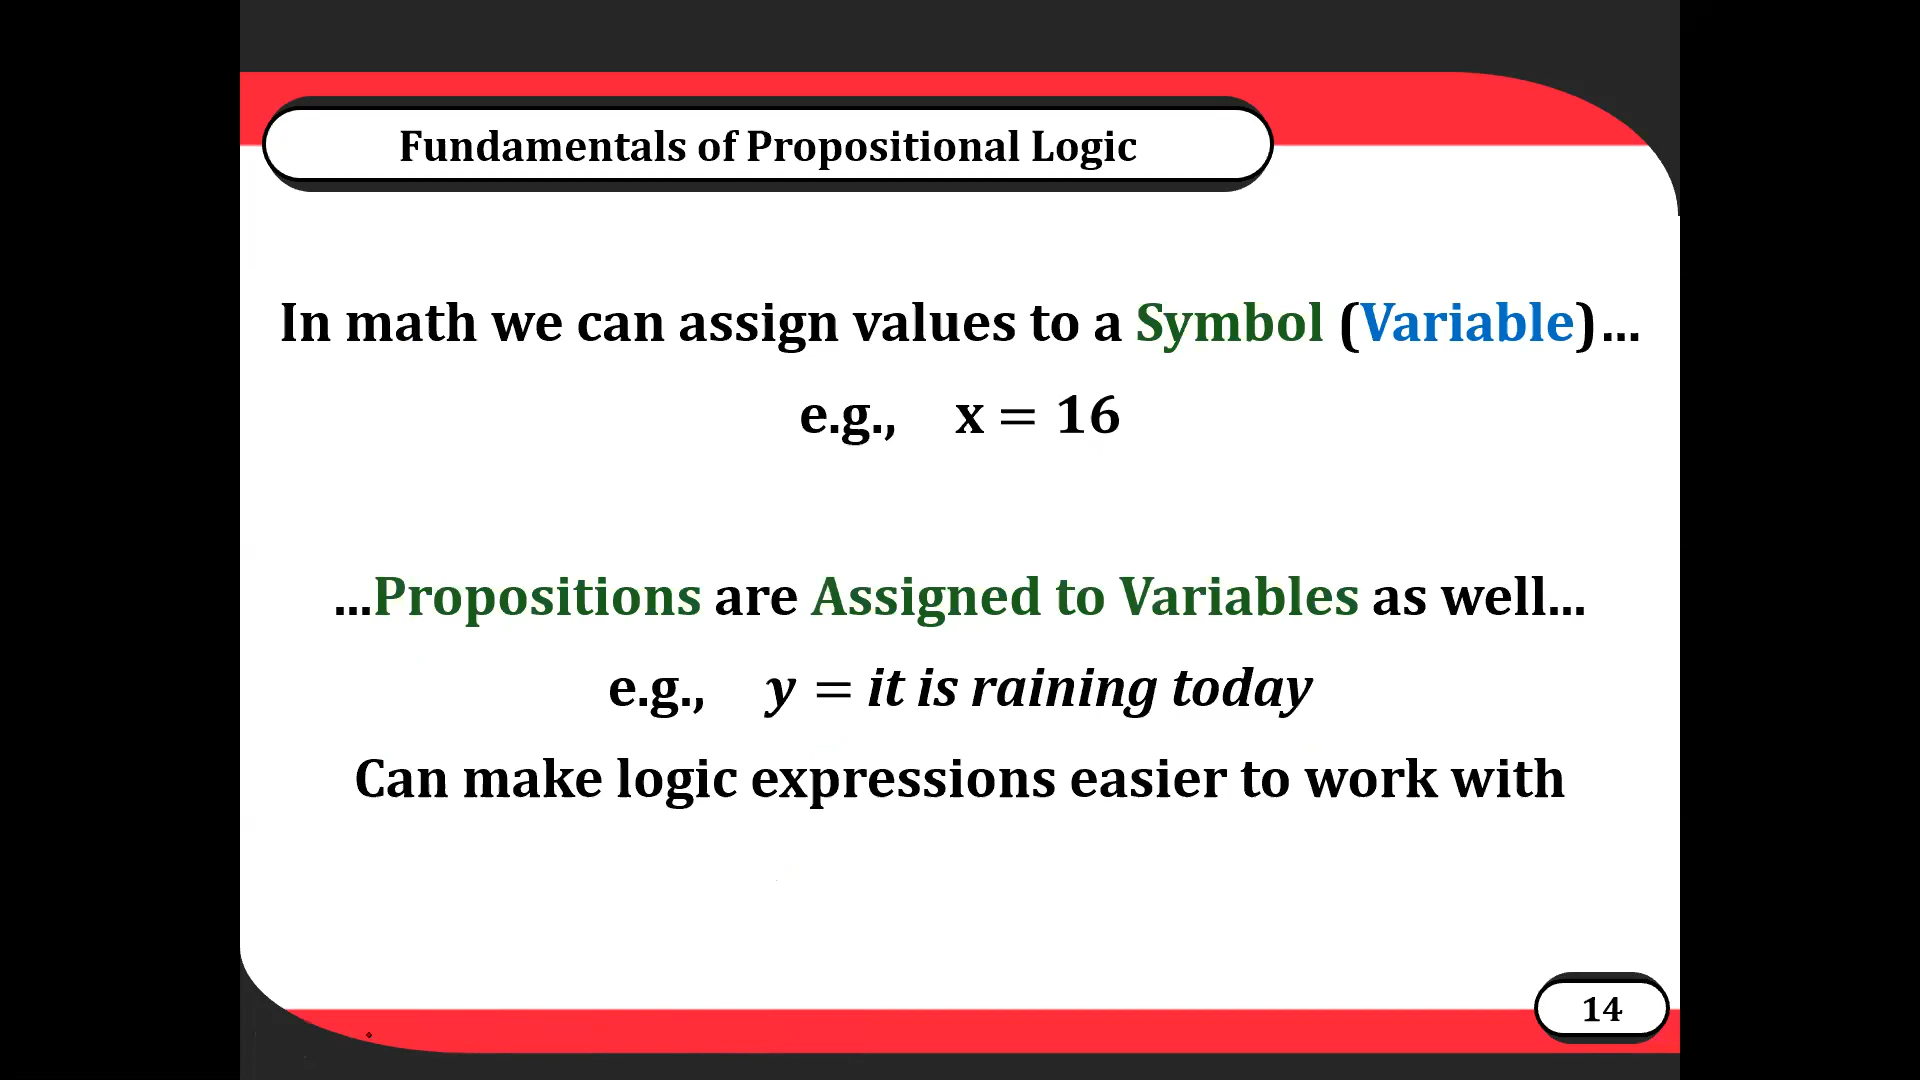 Fundamentals of Propositional Logic
In math we can assign values to a Symbol (Variable)...
e.g., x = 16
...Propositions are Assigned to Variables as well...
e.g., y = it is raining today
Can make logic expressions easier to work with
14